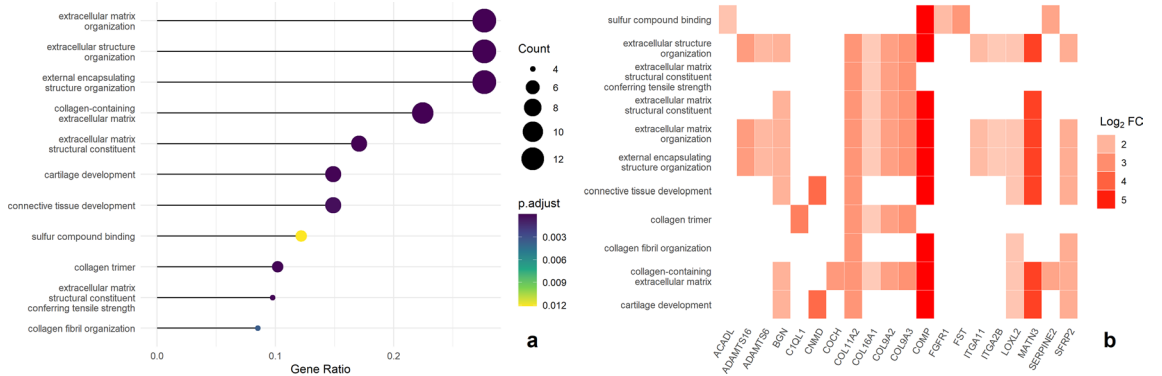 extracellular matrix
organization
extracellular structure
organization
external encapsulating
structure organization
collagen-containing
extracellular matrix
extracellular matrix
structural constituent
cartilage development
connective tissue development
sulfur compound binding
collagen trimer
extracellular matrix
structural constituent
conferring tensile strength
collagen fibril organization
0.0
0.1
0.2
Gene Ratio
Count
4
6
8
10
12
p.adjust
0.003
0.006
0.009
0.012
a
sulfur compound binding
extracellular structure
organization
extracellular matrix
structural constituent
conferring tensile strength
extracellular matrix
structural constituent
extracellular matrix
organization
external encapsulating
structure organization
connective tissue development
collagen trimer
collagen fibril organization
collagen-containing
extracellular matrix
cartilage development
ACADL
ADAMTS16
ADAMTS6
BGN
C1QL1
CNMD
COCH
COL11A2
COL16A1
COL9A2
COL9A3
COMP
FGFR1
FST
ITGA11
ITGA2B
LOXL2
MATN3
SERPINE2
SFRP2
Log2 FC
2
3
4
5
b